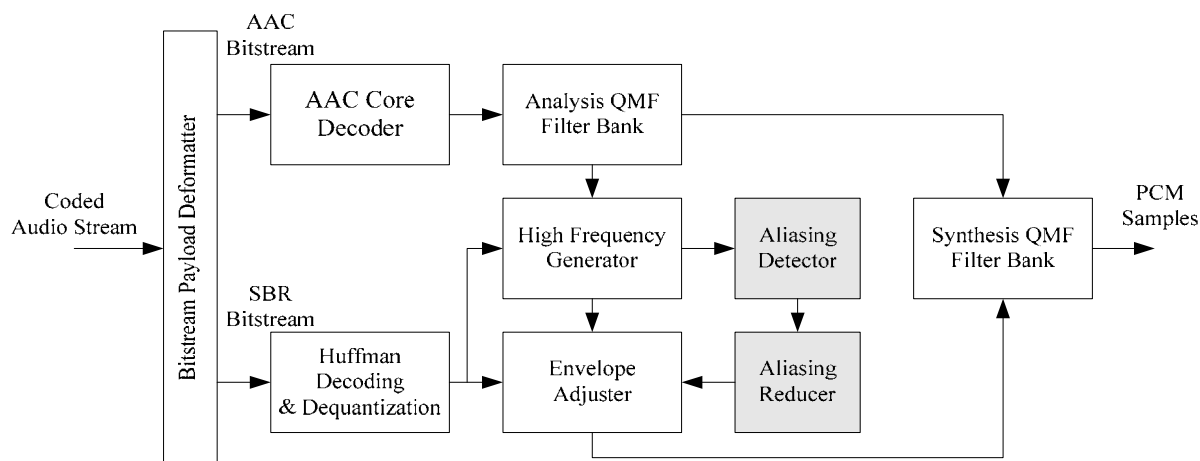 AAC
Bitstream
AAC Core
Decoder
Analysis QMF
Filter Bank
Bitstream Payload Deformatter
Coded
Audio Stream
High Frequency
Generator
Aliasing
Detector
Synthesis QMF
Filter Bank
PCM
Samples
SBR
Bitstream
Huffman
Decoding
& Dequantization
Envelope
Adjuster
Aliasing
Reducer